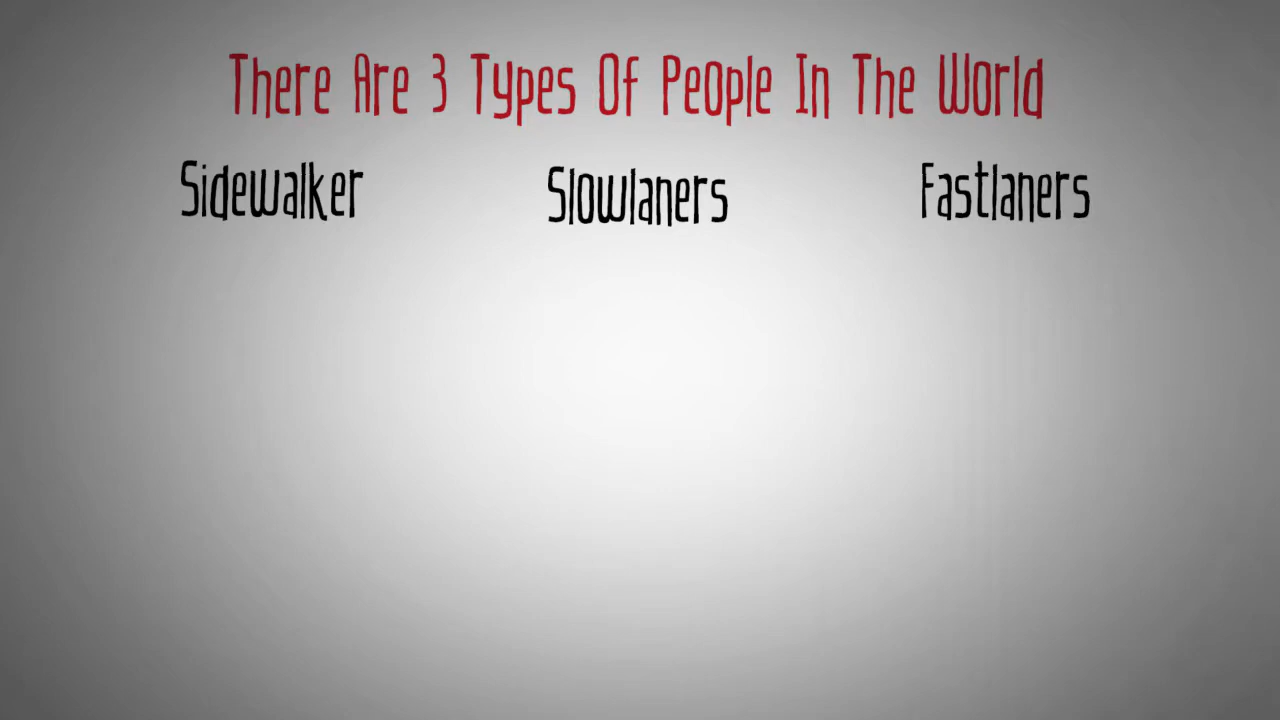 There Are 3 Types Of People In The World
Sidewalker Slowlaners Fastlaners